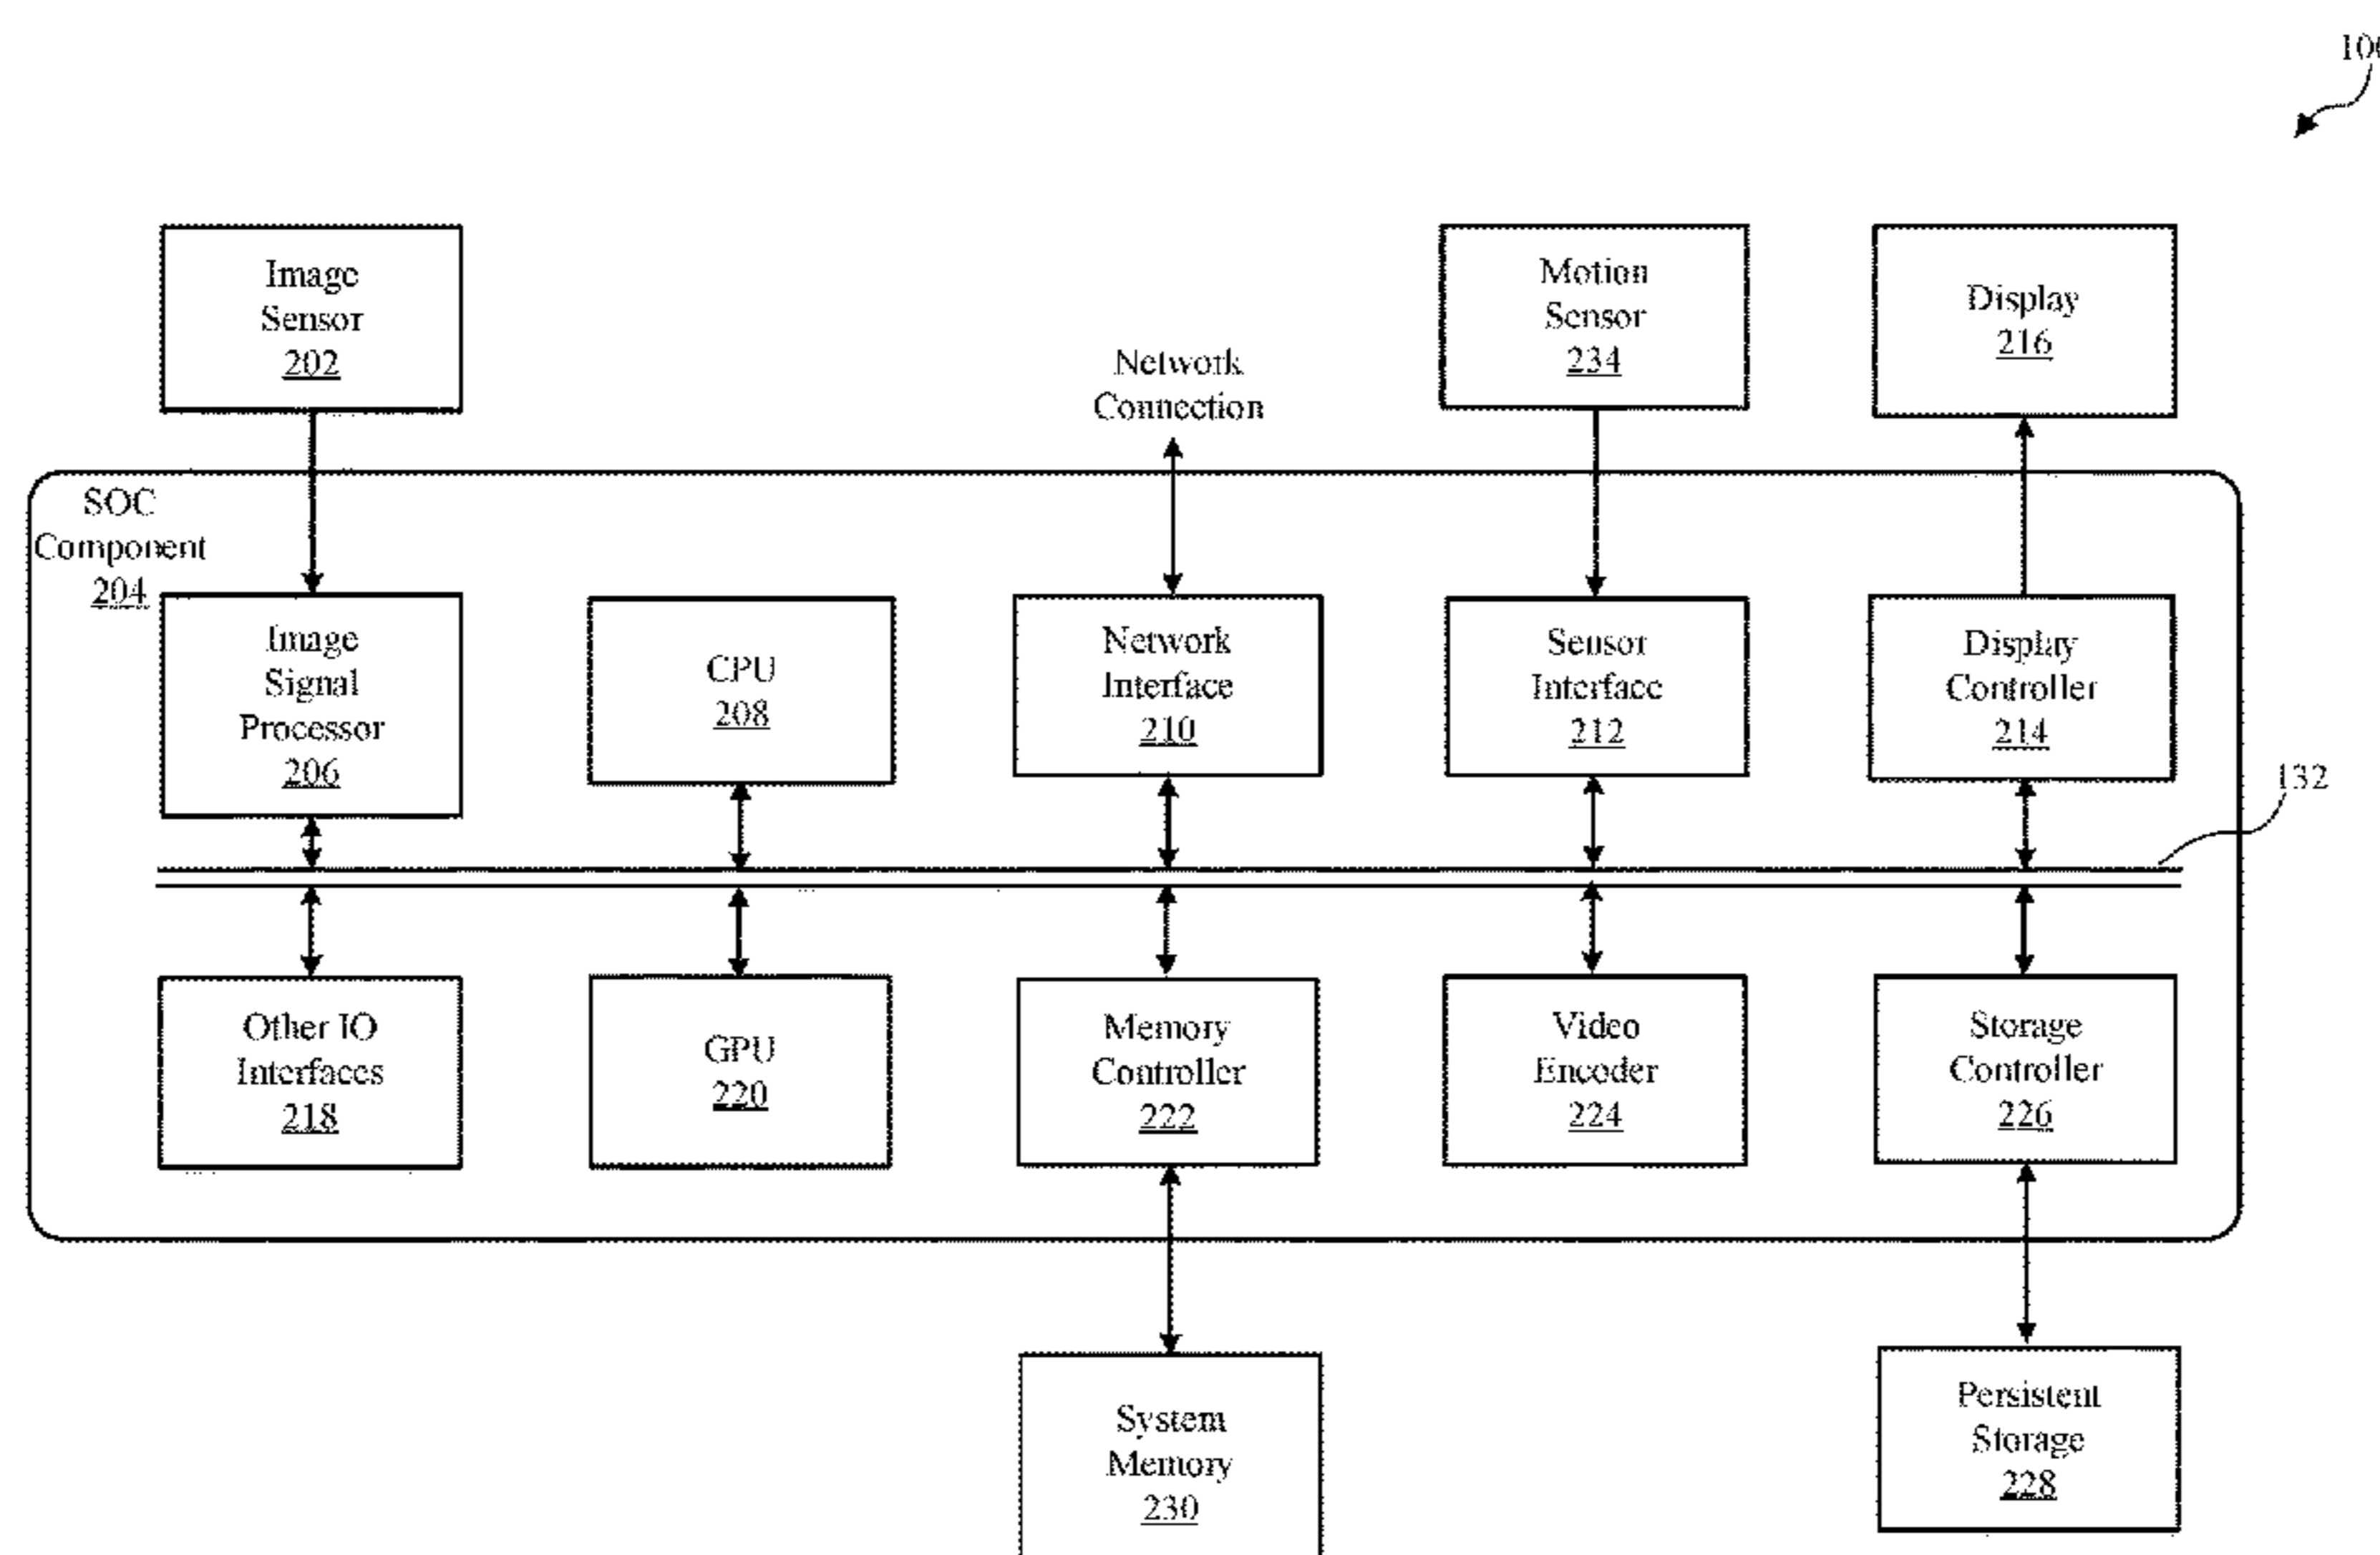 Image
Sensor
202
Motion
Sensor
234
Display
216
Network
Connection
SOC
Component
204
Image
Signal
Processor
206
CPU
208
Network
Interface
210
Sensor
Interface
212
Display
Controller
214
132
Other IO
Interfaces
218
GPU
220
Memory
Controller
222
Video
Encoder
224
Storage
Controller
226
System
Memory
230
Persistent
Storage
228